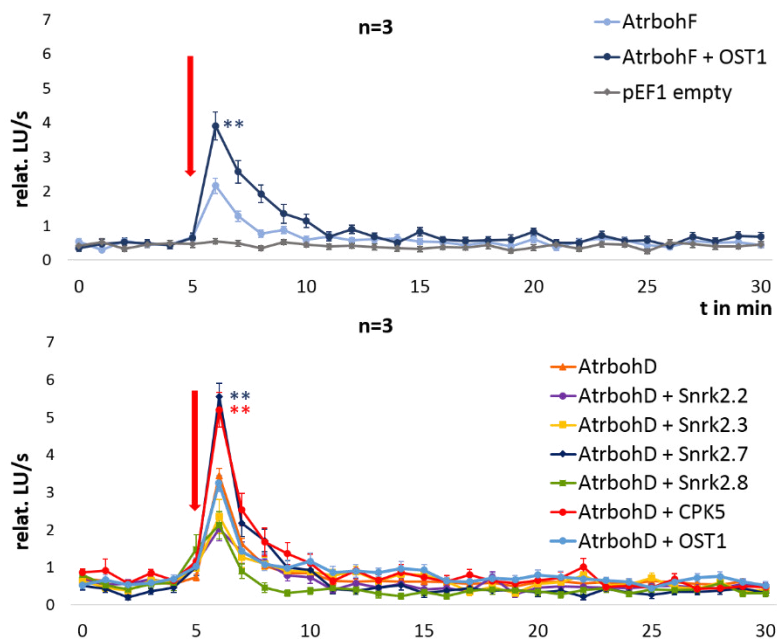 n=3
AtrbohF
AtrbohF + OST1
pEF1 empty
relat. LU/s
7
6
5
4
3
2
1
0
**
0 5 10 15 20 25 30
t in min
n=3
AtrbohD
AtrbohD + Snrk2.2
AtrbohD + Snrk2.3
AtrbohD + Snrk2.7
AtrbohD + Snrk2.8
AtrbohD + CPK5
AtrbohD + OST1
relat. LU/s
7
6
5
4
3
2
1
0
**
**
0 5 10 15 20 25 30